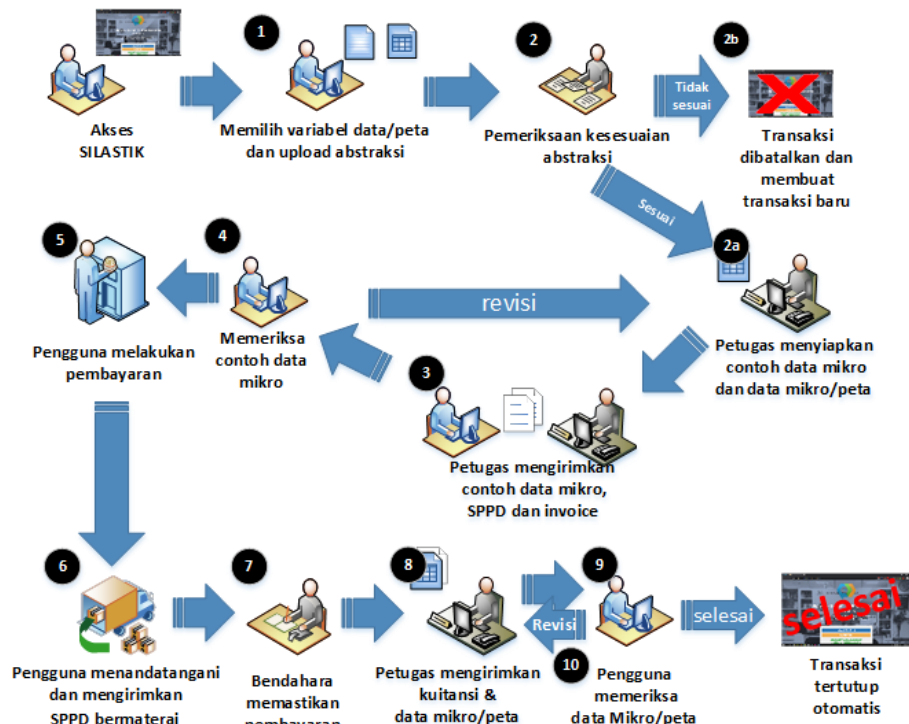 Akses
SILASTIK
1
Memilih variabel data/peta
dan upload abstraksi
2
Pemeriksaan kesesuaian
abstraksi
Tidak
sesuai
2b
Transaksi
dibatalkan dan
membuat
transaksi baru
Sesuai
2a
Petugas menyiapkan
contoh data mikro
dan data mikro/peta
revisi
3
Petugas mengirimkan
contoh data mikro,
SPPD dan invoice
4
Memeriksa
contoh data
mikro
5
Pengguna melakukan
pembayaran
6
Pengguna menandatangani
dan mengirimkan
SPPD bermaterai
7
Bendahara
memastikan
pembayaran
8
Petugas mengirimkan
kuitansi &
data mikro/peta
9
Revisi
10
Pengguna
memeriksa
data Mikro/peta
selesai
selesai
Transaksi
tertutup
otomatis